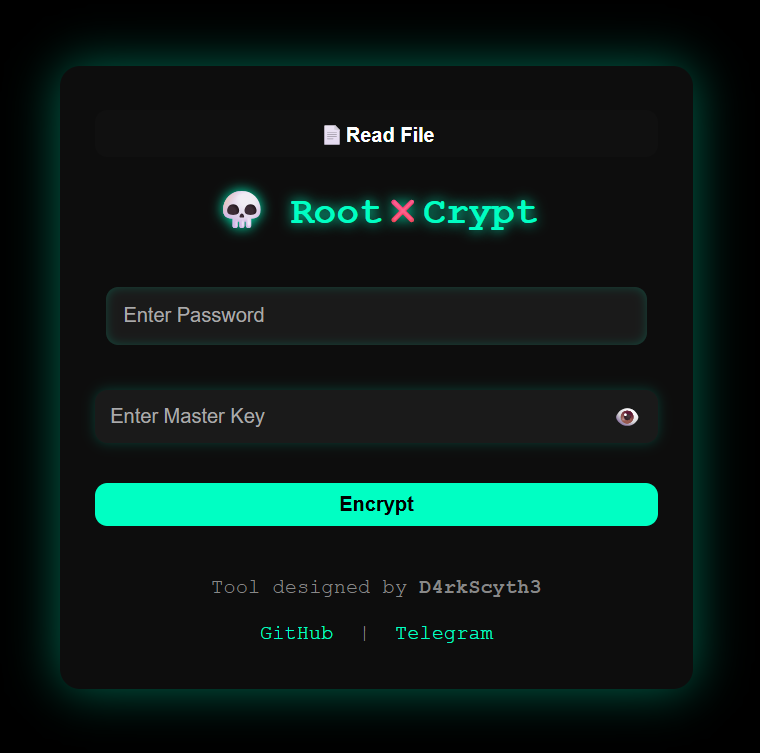 📄 Read File
💀 Root❌Crypt
Enter Password
Enter Master Key
Encrypt
Tool designed by D4rkScyth3
GitHub | Telegram